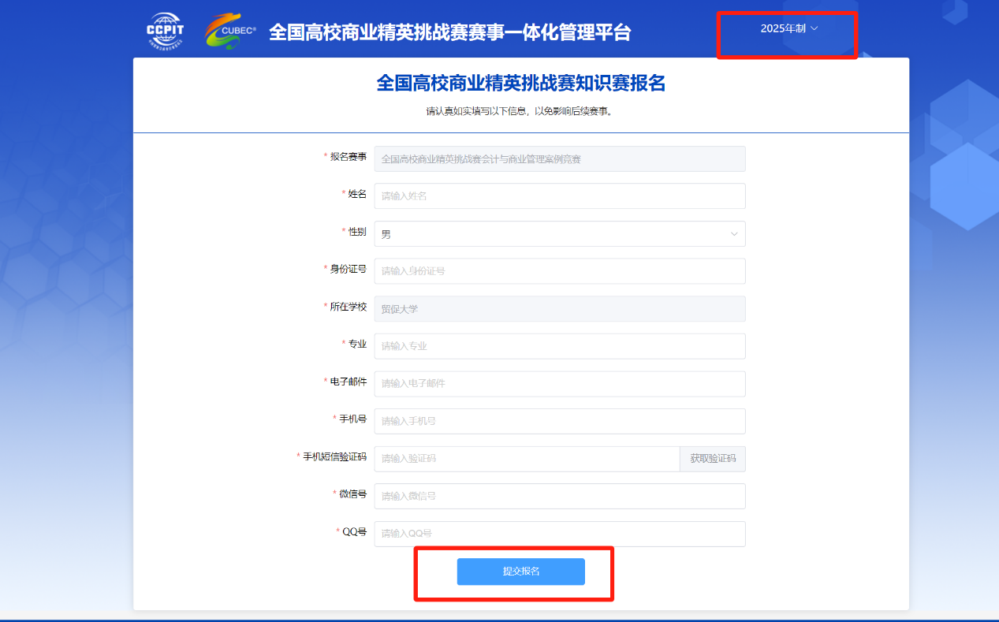 CCPIT
CUBEC®
全国高校商业精英挑战赛赛事一体化管理平台
2025年制
全国高校商业精英挑战赛知识赛报名
请认真如实填写以下信息，以免影响后续赛事。
* 报名赛事 全国高校商业精英挑战赛会计与商业管理案例竞赛
* 姓名 请输入姓名
* 性别 男
* 身份证号 请输入身份证号
* 所在学校 贸促大学
* 专业 请输入专业
* 电子邮件 请输入电子邮件
* 手机号 请输入手机号
* 手机短信验证码 请输入验证码 获取验证码
* 微信号 请输入微信号
* QQ号 请输入QQ号
提交报名